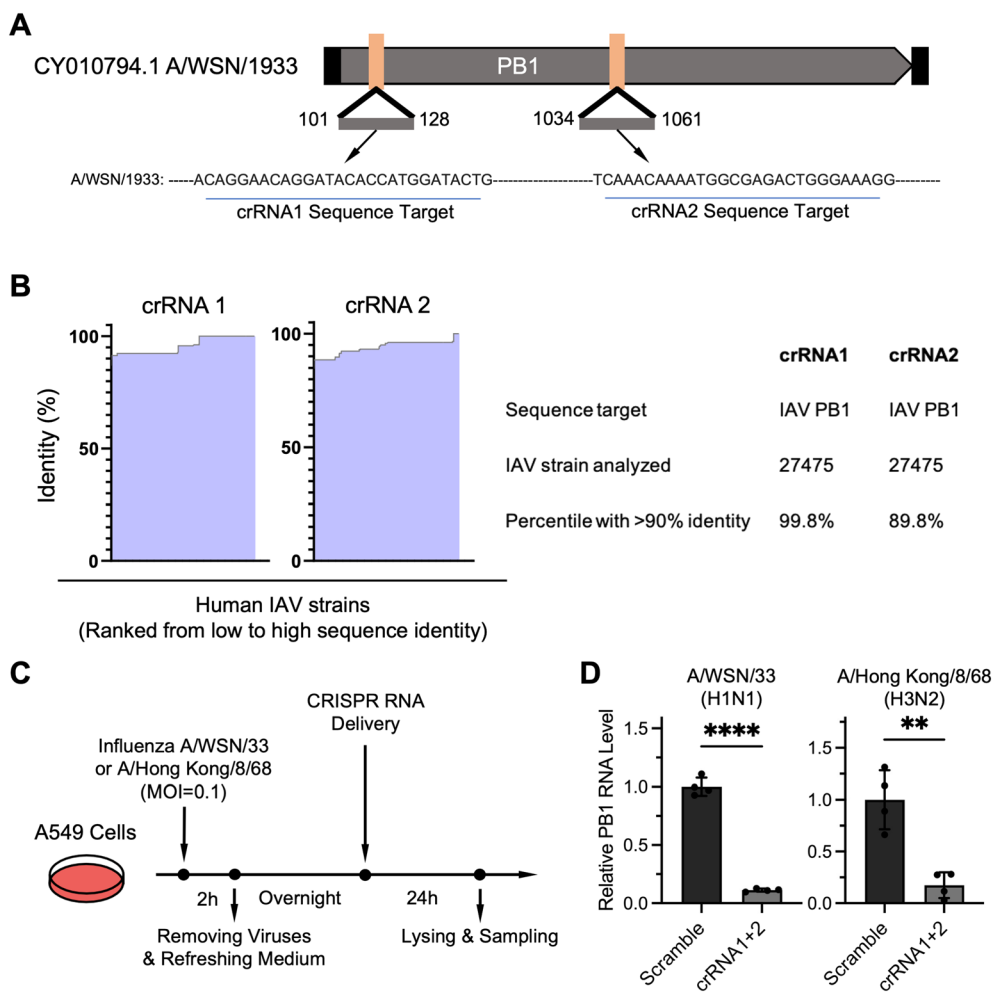 A
CY010794.1 A/WSN/1933
PB1
101
128
1034
1061
A/WSN/1933: -----ACAGGAACAGGATACACCATGGATACTG--------------------TCAAACAAAATGGCGAGACTGGGAAAGG---------
crRNA1 Sequence Target
crRNA2 Sequence Target
B
crRNA 1
crRNA 2
Identity (%)
100
50
0
100
50
0
Human IAV strains
(Ranked from low to high sequence identity)
crRNA1 crRNA2
Sequence target IAV PB1 IAV PB1
IAV strain analyzed 27475 27475
Percentile with >90% identity 99.8% 89.8%
C
Influenza A/WSN/33
or A/Hong Kong/8/68
(MOI=0.1)
CRISPR RNA
Delivery
A549 Cells
2h
Overnight
24h
Removing Viruses
& Refreshing Medium
Lysing & Sampling
D
A/WSN/33
(H1N1)
Relative PB1 RNA Level
1.5
1.0
0.5
0.0
****
Scramble
crRNA1+2
A/Hong Kong/8/68
(H3N2)
1.5
1.0
0.5
0.0
**
Scramble
crRNA1+2